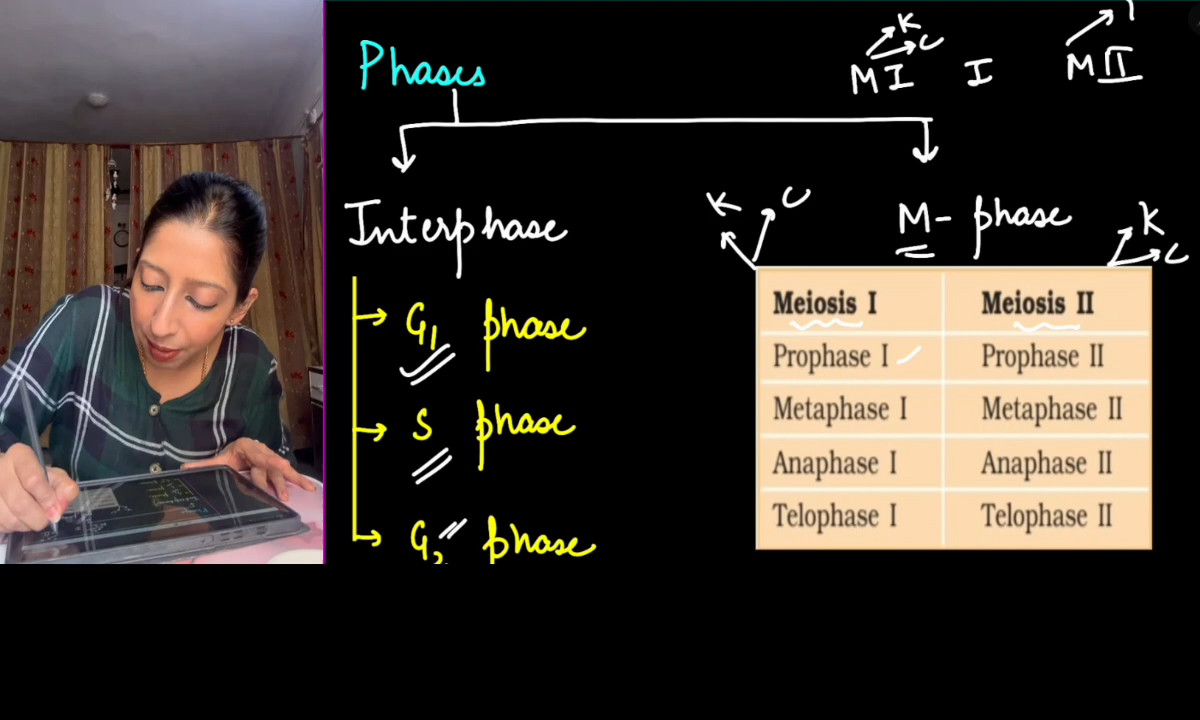 Phases
K
C
MI I MII
Interphase
K C
M- phase
K
C
G₁ phase
S phase
G₂ phase
Meiosis I Meiosis II
Prophase I Prophase II
Metaphase I Metaphase II
Anaphase I Anaphase II
Telophase I Telophase II